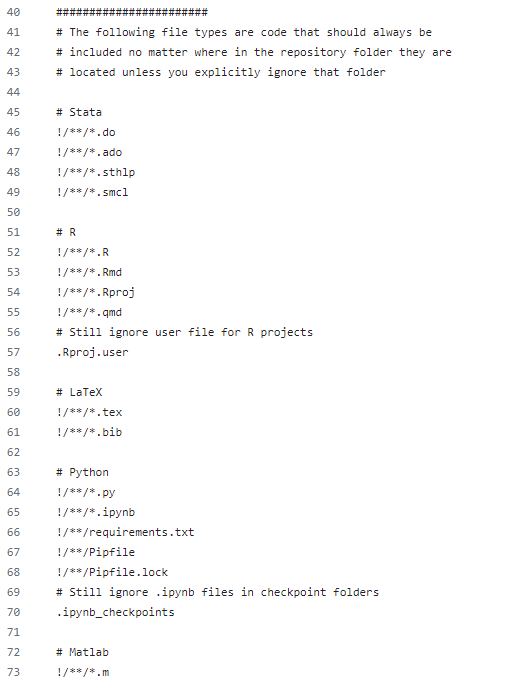 40 #######################
41 # The following file types are code that should always be
42 # included no matter where in the repository folder they are
43 # located unless you explicitly ignore that folder
44
45 # Stata
46 !/**/*.do
47 !/**/*.ado
48 !/**/*.sthlp
49 !/**/*.smcl
50
51 # R
52 !/**/*.R
53 !/**/*.Rmd
54 !/**/*.Rproj
55 !/**/*.qmd
56 # Still ignore user file for R projects
57 .Rproj.user
58
59 # LaTeX
60 !/**/*.tex
61 !/**/*.bib
62
63 # Python
64 !/**/*.py
65 !/**/*.ipynb
66 !/**/requirements.txt
67 !/**/Pipfile
68 !/**/Pipfile.lock
69 # Still ignore .ipynb files in checkpoint folders
70 .ipynb_checkpoints
71
72 # Matlab
73 !/**/*.m